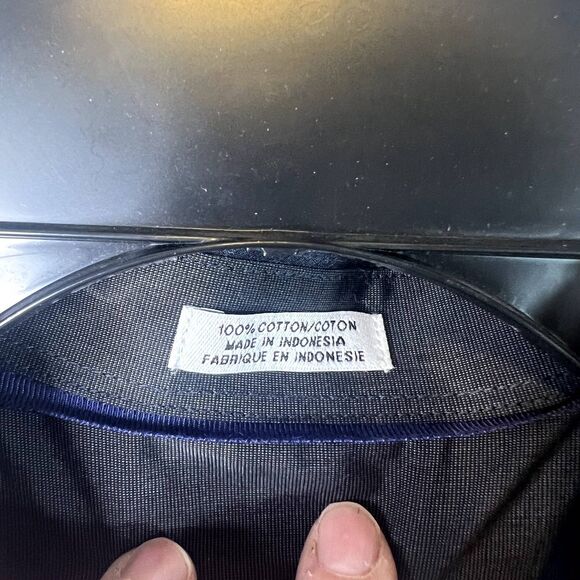 100% COTTON/COTON
MADE IN INDONESIA
FABRIQUE EN INDONESIE